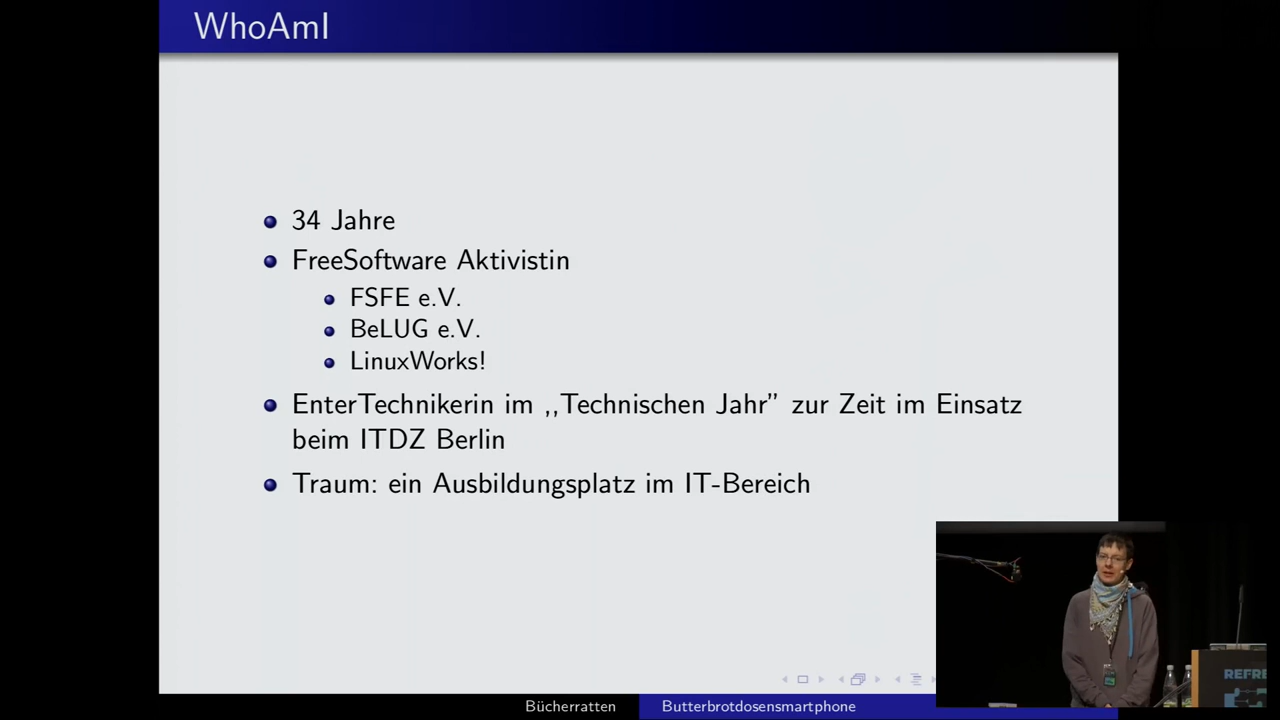 WhoAmI
34 Jahre
FreeSoftware Aktivistin
FSFE e.V.
BeLUG e.V.
LinuxWorks!
EnterTechnikerin im ,,Technischen Jahr” zur Zeit im Einsatz
beim ITDZ Berlin
Traum: ein Ausbildungsplatz im IT-Bereich
REFRE
Bücherratten
Butterbrotdosensmartphone